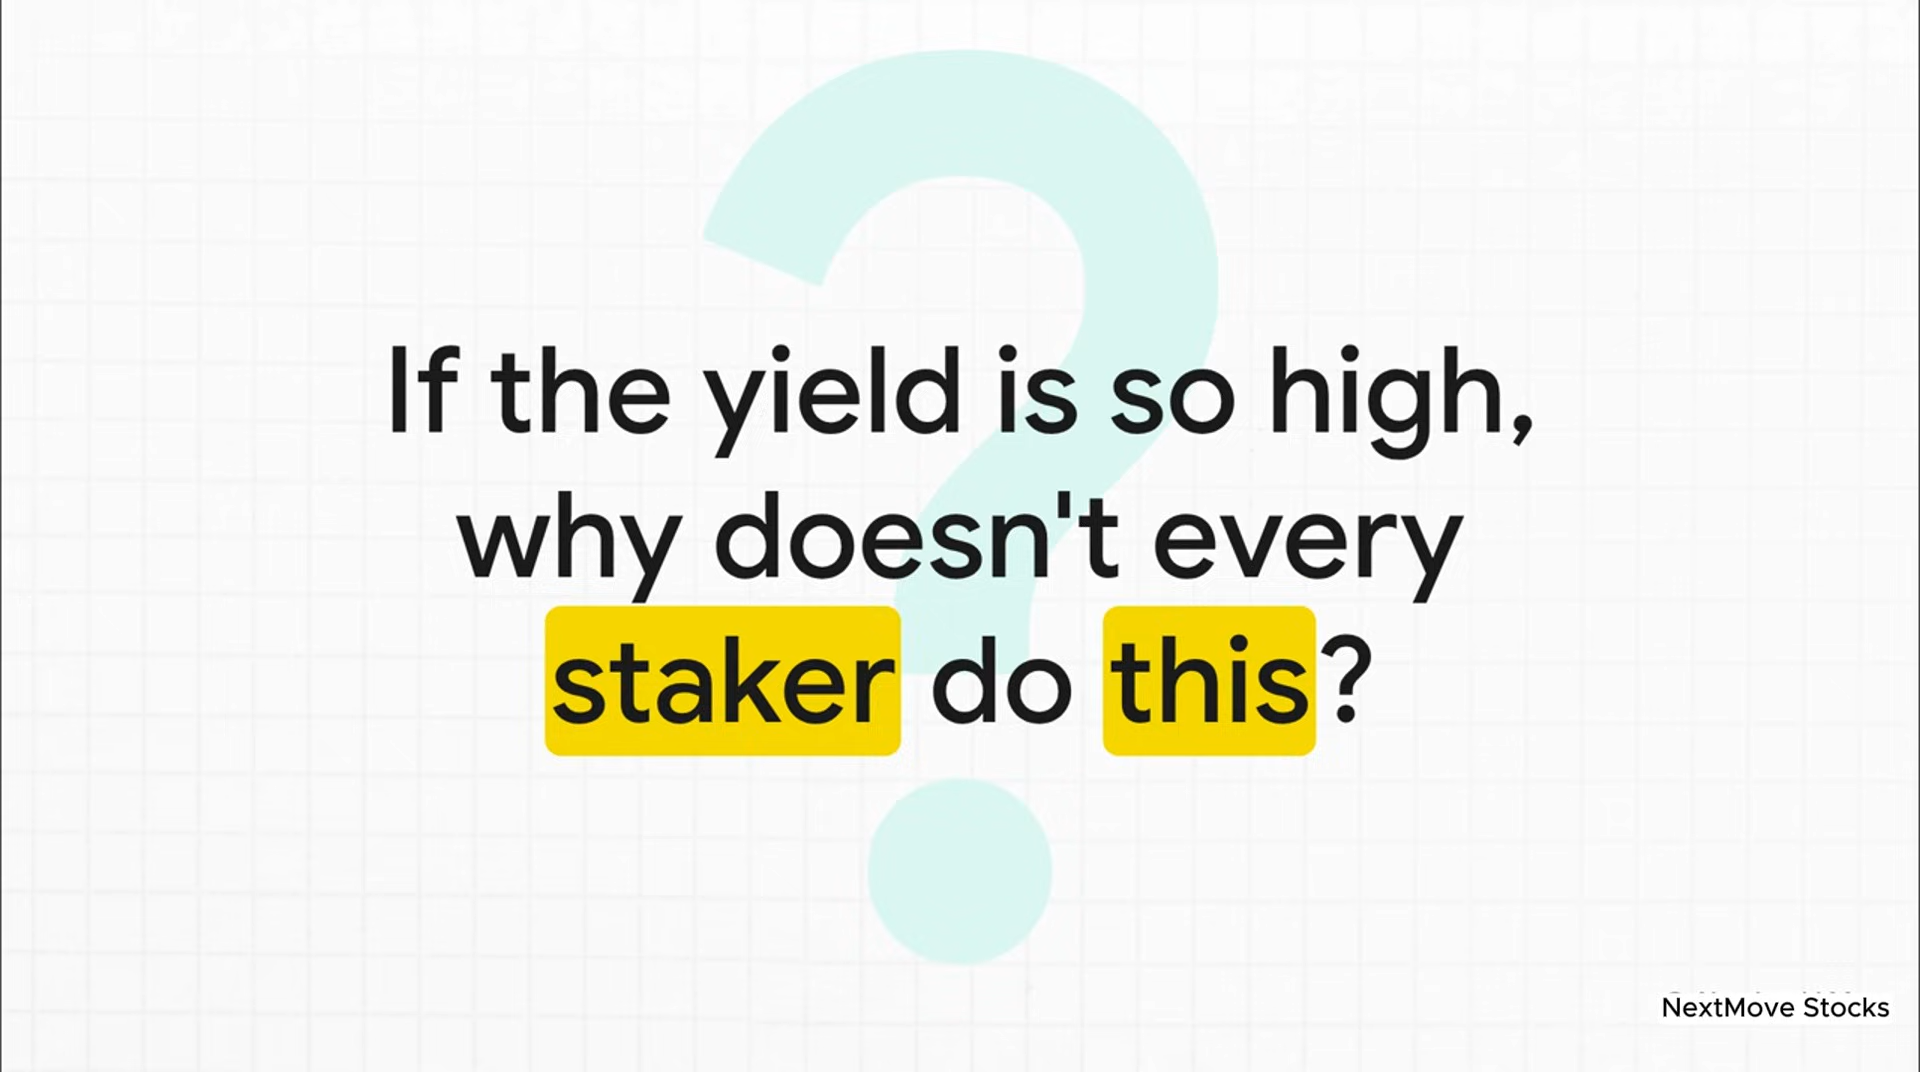 If the yield is so high,
why doesn't every
staker do this?
NextMove Stocks